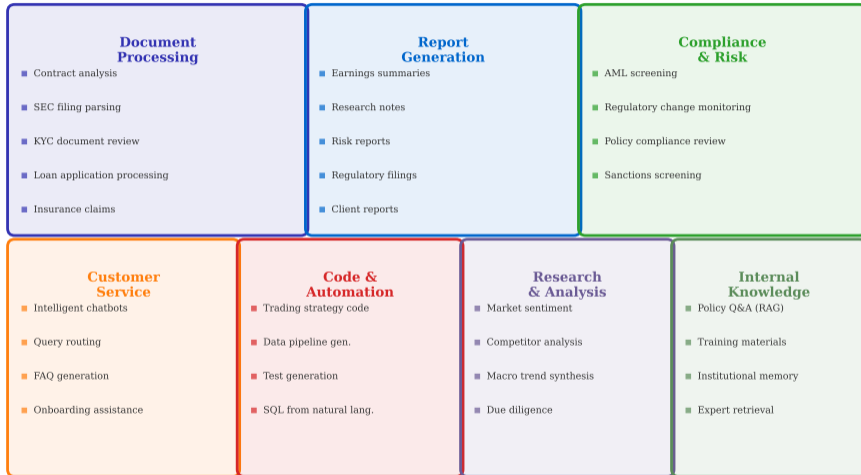 Document
Processing
Contract analysis
SEC filing parsing
KYC document review
Loan application processing
Insurance claims
Report
Generation
Earnings summaries
Research notes
Risk reports
Regulatory filings
Client reports
Compliance
& Risk
AML screening
Regulatory change monitoring
Policy compliance review
Sanctions screening
Customer
Service
Intelligent chatbots
Query routing
FAQ generation
Onboarding assistance
Code &
Automation
Trading strategy code
Data pipeline gen.
Test generation
SQL from natural lang.
Research
& Analysis
Market sentiment
Competitor analysis
Macro trend synthesis
Due diligence
Internal
Knowledge
Policy Q&A (RAG)
Training materials
Institutional memory
Expert retrieval